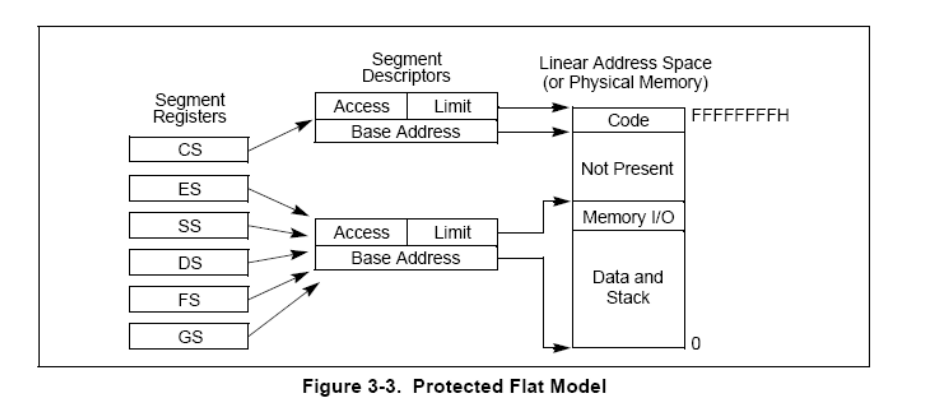 Segment
Registers
CS
ES
SS
DS
FS
GS
Segment
Descriptors
Access
Limit
Base Address
Access
Limit
Base Address
Linear Address Space
(or Physical Memory)
Code
FFFFFFFFH
Not Present
Memory I/O
Data and
Stack
0
Figure 3-3. Protected Flat Model